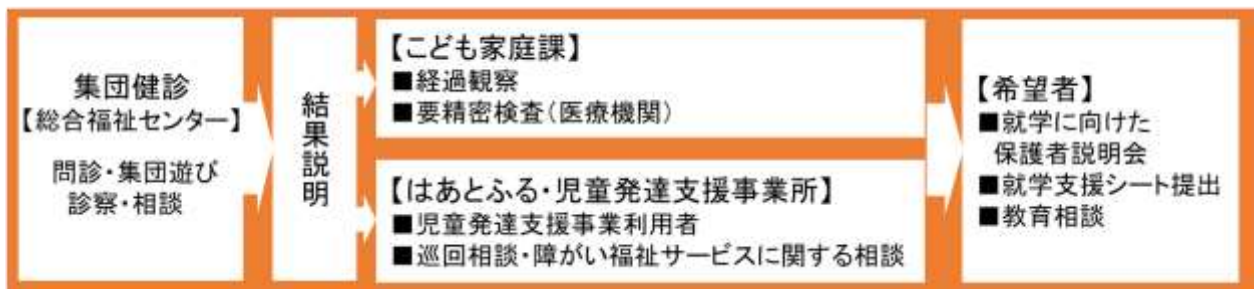 集団健診
【総合福祉センター】
問診・集団遊び
診察・相談
結果説明
【こども家庭課】
■経過観察
■要精密検査(医療機関)
【はあとふる・児童発達支援事業所】
■児童発達支援事業利用者
■巡回相談・障がい福祉サービスに関する相談
【希望者】
■就学に向けた
保護者説明会
■就学支援シート提出
■教育相談